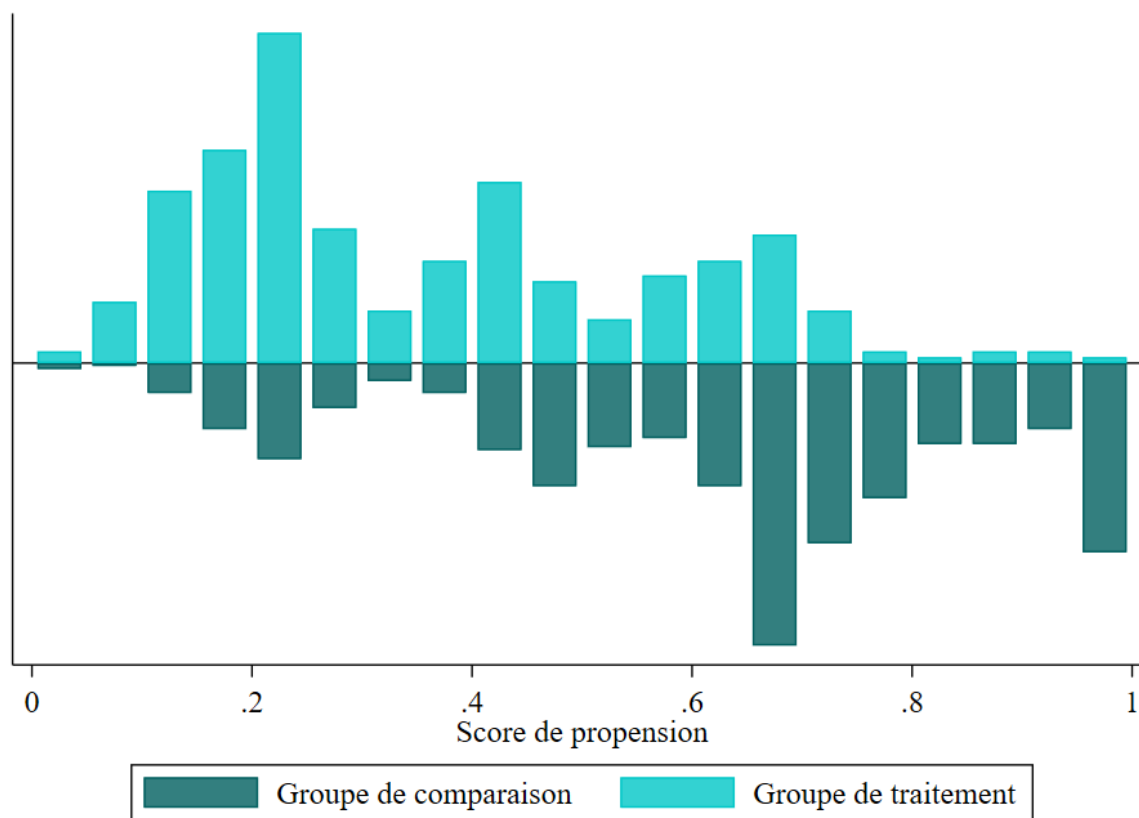 0 .2 .4 .6 .8 1
Score de propension
Groupe de comparaison Groupe de traitement